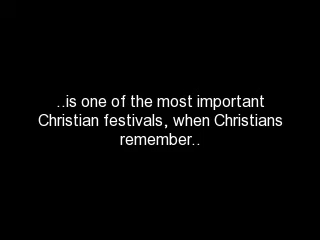 ..is one of the most important
Christian festivals, when Christians
remember..